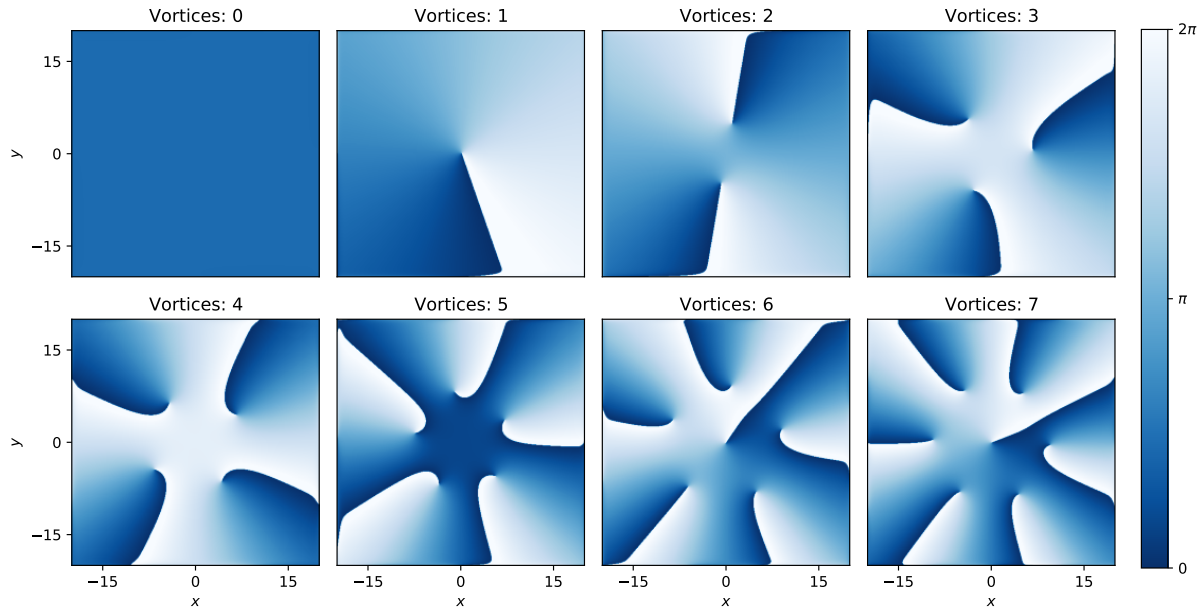 Vortices: 0
Vortices: 1
Vortices: 2
Vortices: 3
2π
15
0
−15
y
π
Vortices: 4
Vortices: 5
Vortices: 6
Vortices: 7
15
0
−15
y
0
−15 0 15
−15 0 15
−15 0 15
−15 0 15
x
x
x
x